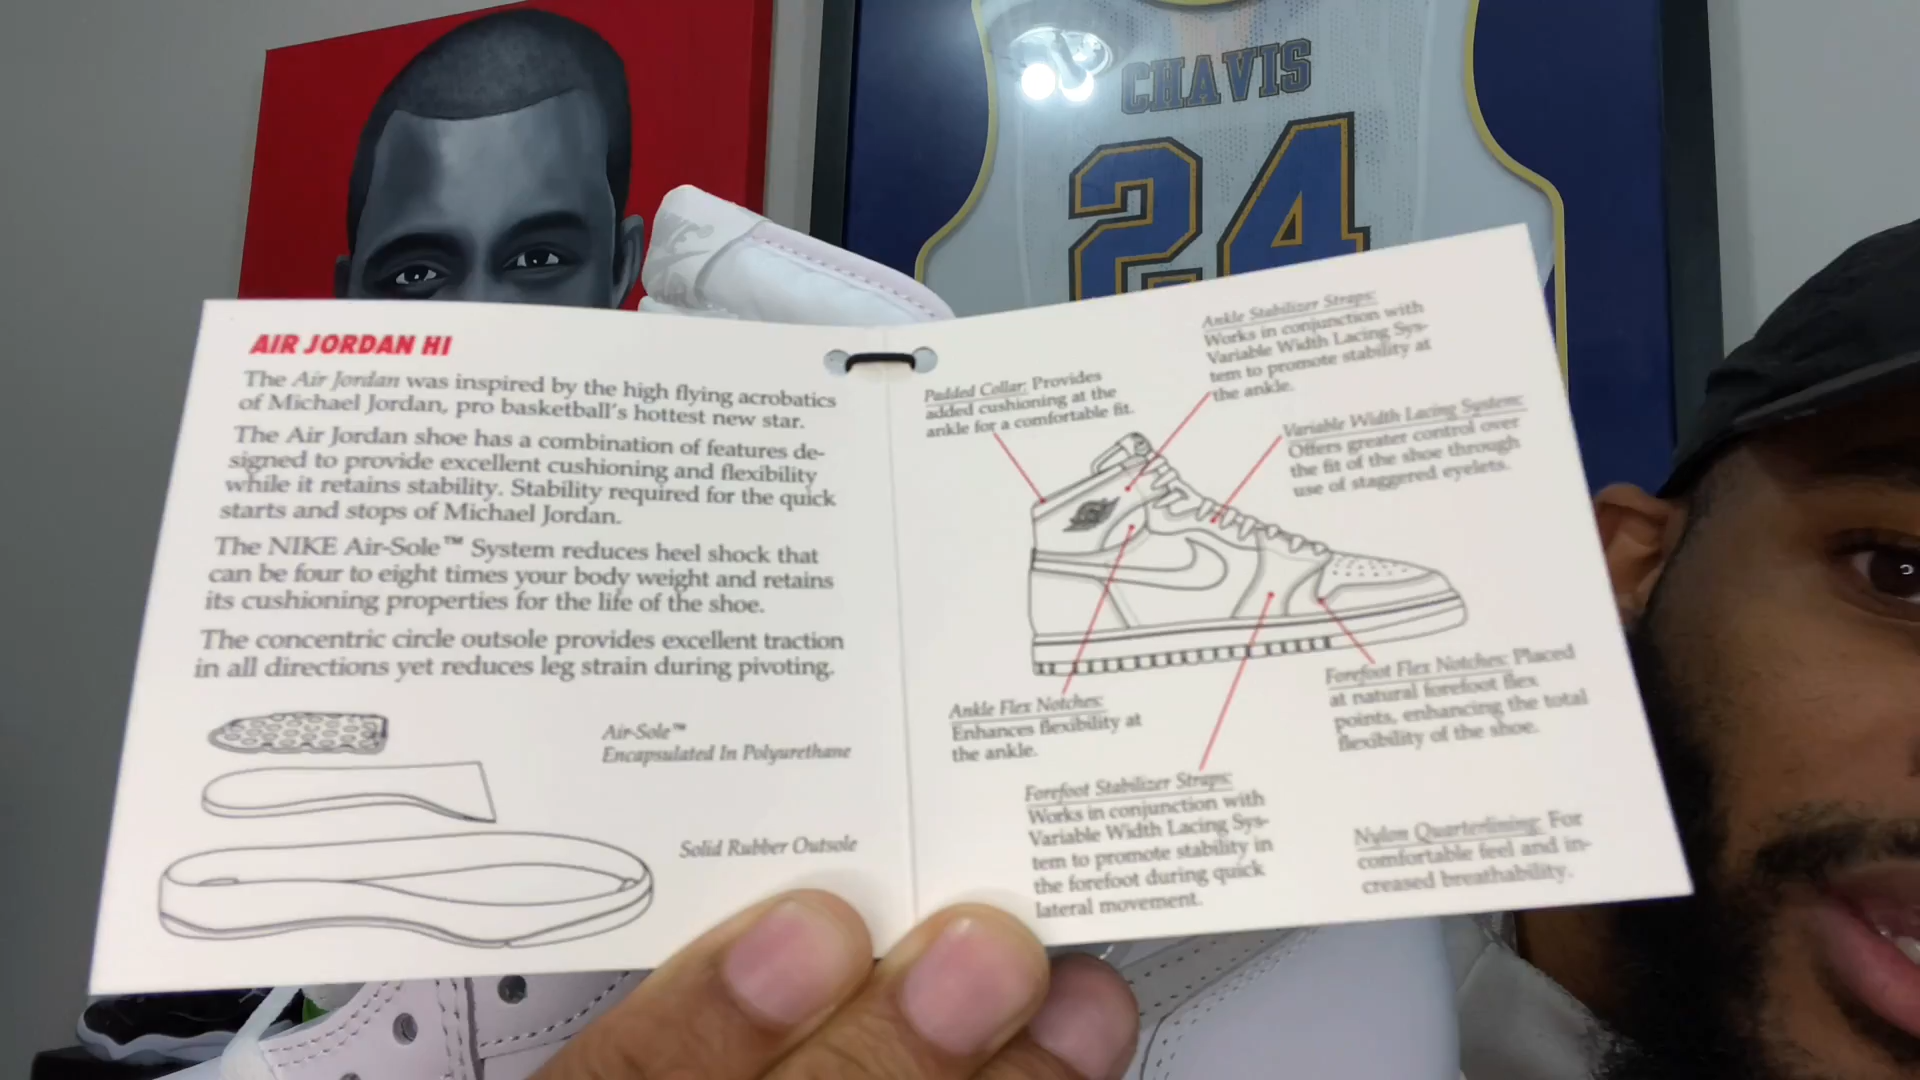 CHAVIS
24
AIR JORDAN HI
The Air Jordan was inspired by the high flying acrobatics
of Michael Jordan, pro basketball's hottest new star.
The Air Jordan shoe has a combination of features de-
signed to provide excellent cushioning and flexibility
while it retains stability. Stability required for the quick
starts and stops of Michael Jordan.
The NIKE Air-Sole™ System reduces heel shock that
can be four to eight times your body weight and retains
its cushioning properties for the life of the shoe.
The concentric circle outsole provides excellent traction
in all directions yet reduces leg strain during pivoting.
Air-Sole™
Encapsulated In Polyurethane
Solid Rubber Outsole
Padded Collar: Provides
added cushioning at the
ankle for a comfortable fit.
Ankle Stabilizer Straps:
Works in conjunction with
Variable Width Lacing Sys-
tem to promote stability at
the ankle.
Variable Width Lacing System:
Offers greater control over
the fit of the shoe through
use of staggered eyelets.
Ankle Flex Notches:
Enhances flexibility at
the ankle.
Forefoot Stabilizer Straps:
Works in conjunction with
Variable Width Lacing Sys-
tem to promote stability in
the forefoot during quick
lateral movement.
Forefoot Flex Notches: Placed
at natural forefoot flex
points, enhancing the total
flexibility of the shoe.
Nylon Quarterlining: For
comfortable feel and in-
creased breathability.